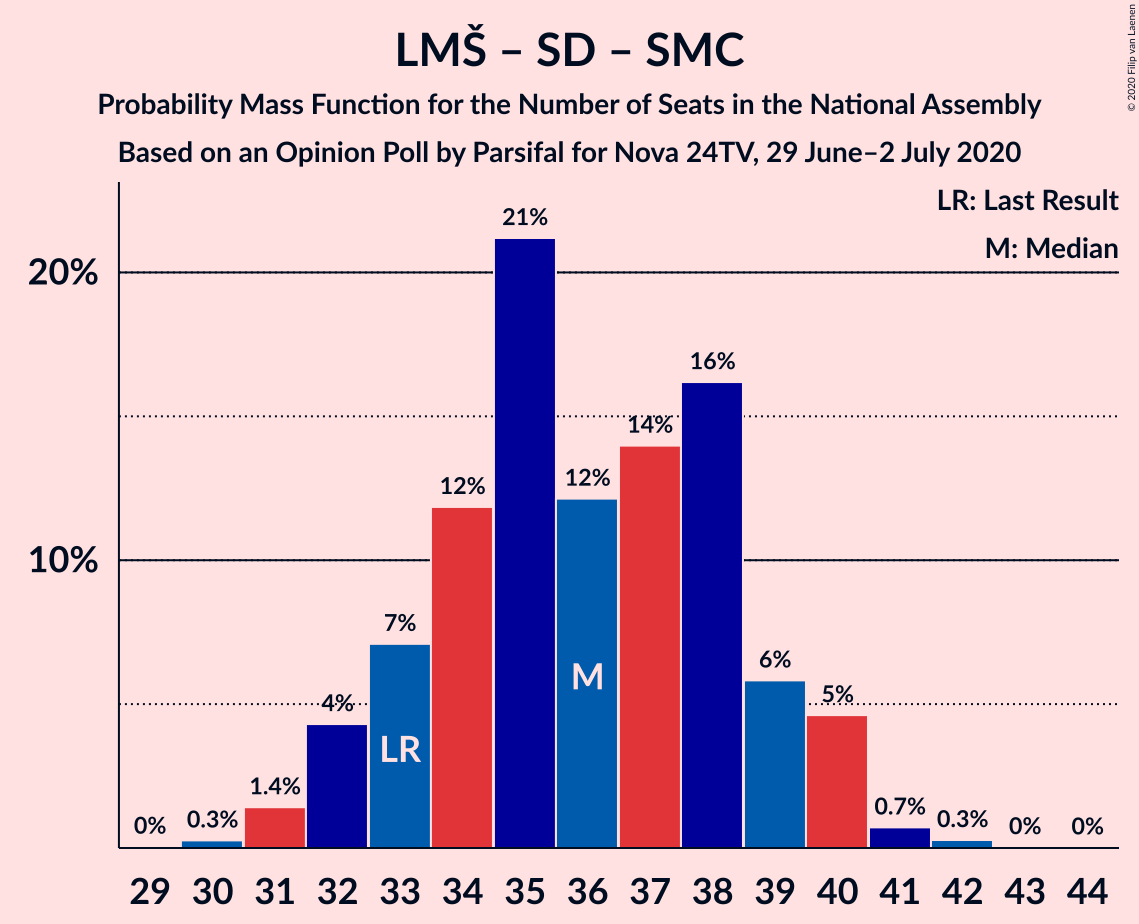 LMŠ – SD – SMC
Probability Mass Function for the Number of Seats in the National Assembly
Based on an Opinion Poll by Parsifal for Nova 24TV, 29 June–2 July 2020
© 2020 Filip van Laenen
LR: Last Result
M: Median
20%
10%
0%
0.3%
1.4%
4%
7%
12%
21%
12%
14%
16%
6%
5%
0.7%
0.3%
0%
0%
LR
M
29 30 31 32 33 34 35 36 37 38 39 40 41 42 43 44